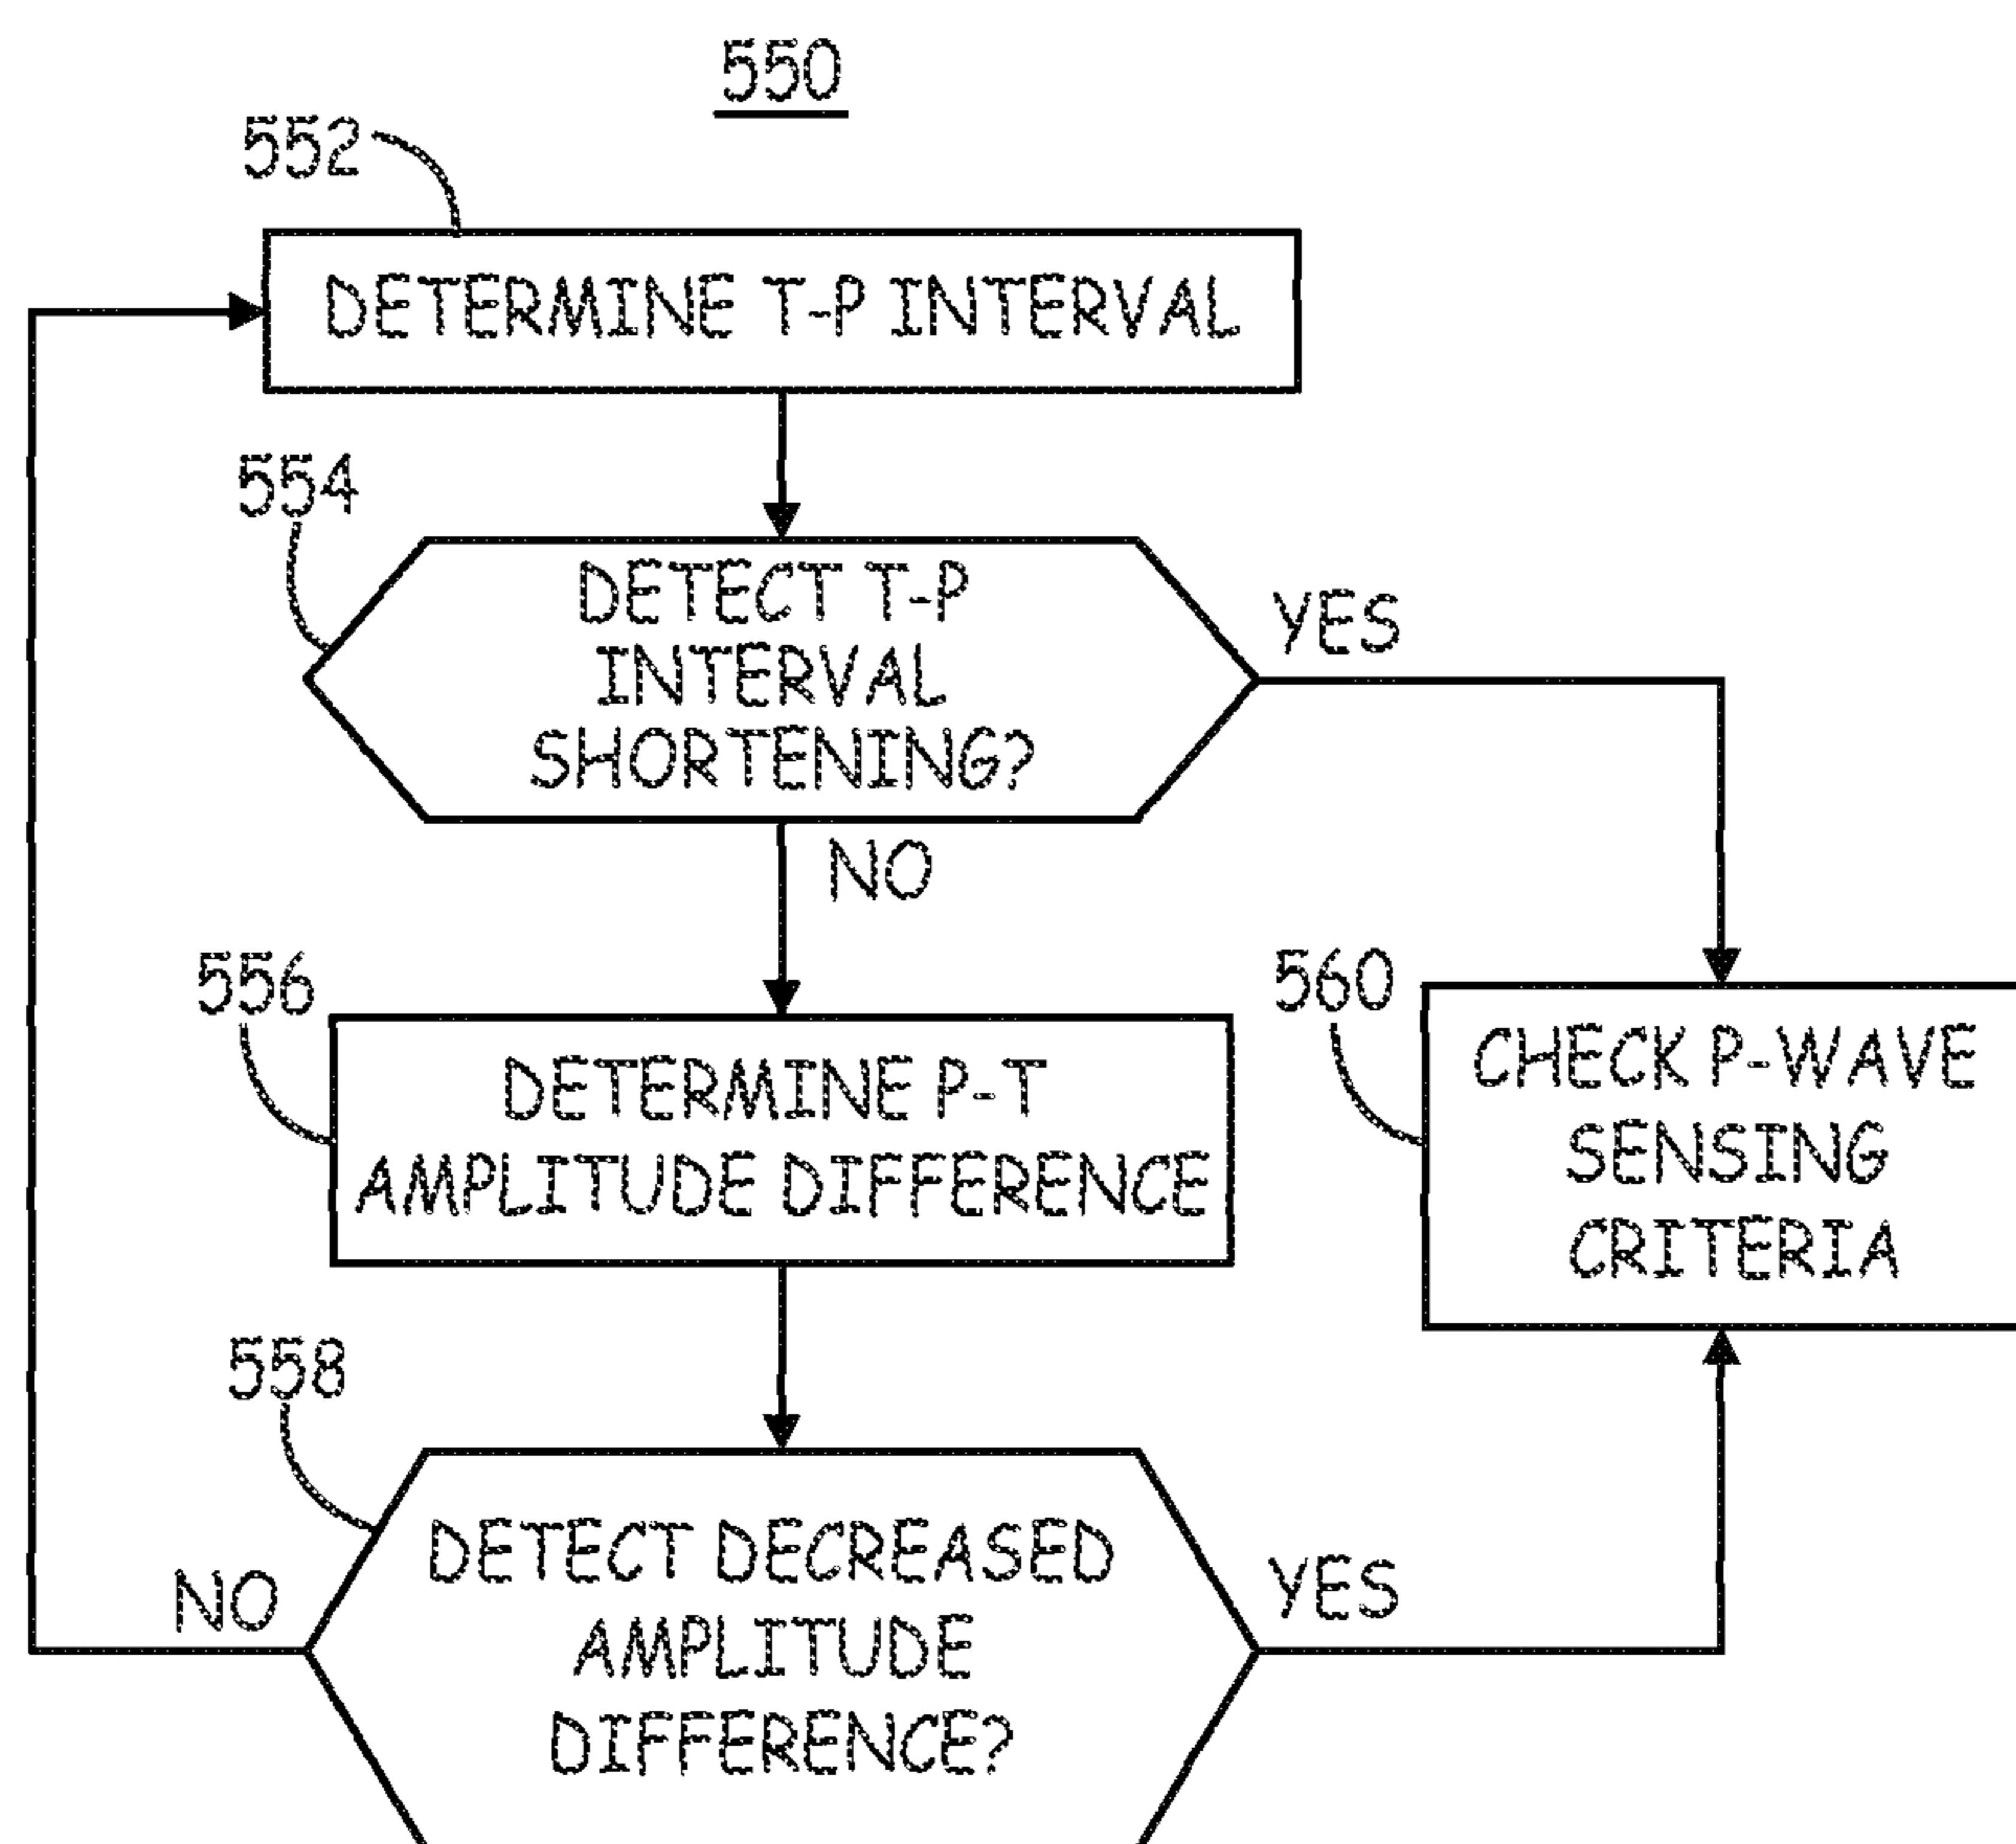 550
552
DETERMINE T-P INTERVAL
554
DETECT T-P
INTERVAL
SHORTENING?
YES
NO
556
DETERMINE P-T
AMPLITUDE DIFFERENCE
560
CHECK P-WAVE
SENSING
CRITERIA
558
DETECT DECREASED
AMPLITUDE
DIFFERENCE?
NO
YES